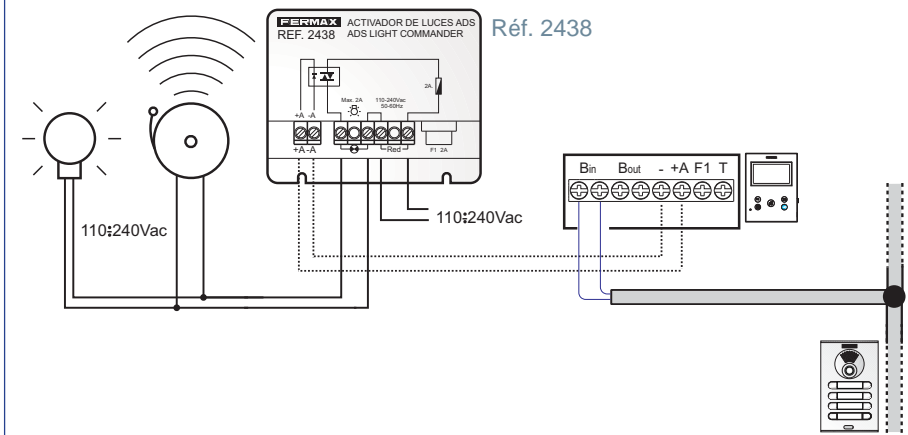 FERMAX ACTIVADOR DE LUCES ADS
REF. 2438 ADS LIGHT COMMANDER
Réf. 2438
2A.
Max. 2A
110-240Vac
50-60Hz
+A -A
+A - A
Red
F1 2A
Bin Bout - +A F1 T
110÷240Vac
110÷240Vac